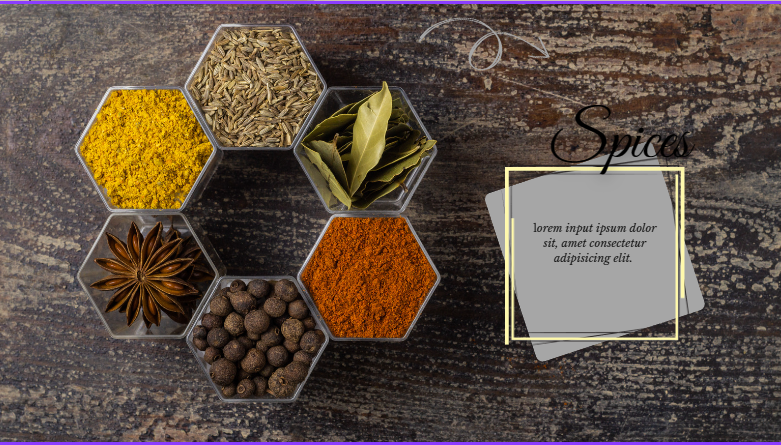 Spices
lorem input ipsum dolor
sit, amet consectetur
adipisicing elit.